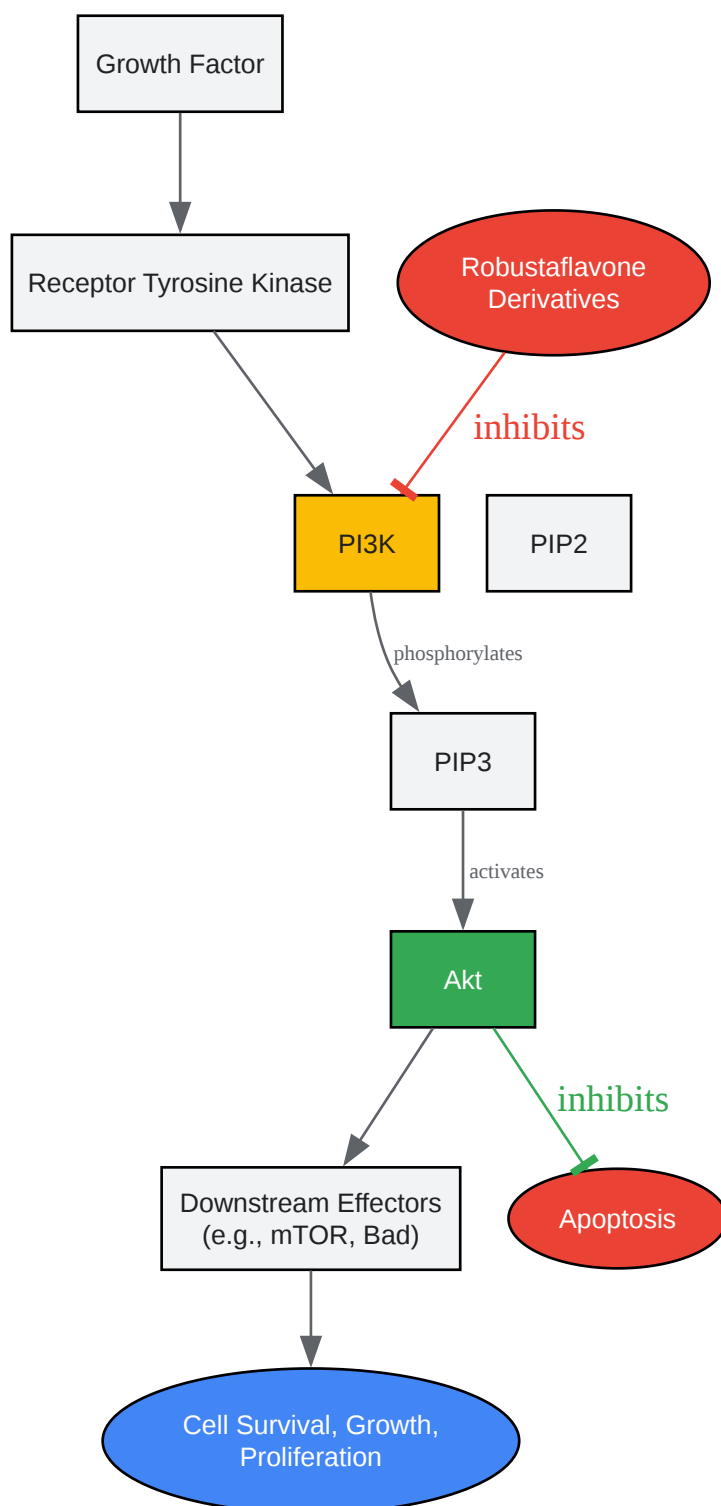 Growth Factor
Receptor Tyrosine Kinase
Robustaflavone
Derivatives
inhibits
PI3K
PIP2
phosphorylates
PIP3
activates
Akt
inhibits
Downstream Effectors
(e.g., mTOR, Bad)
Apoptosis
Cell Survival, Growth,
Proliferation